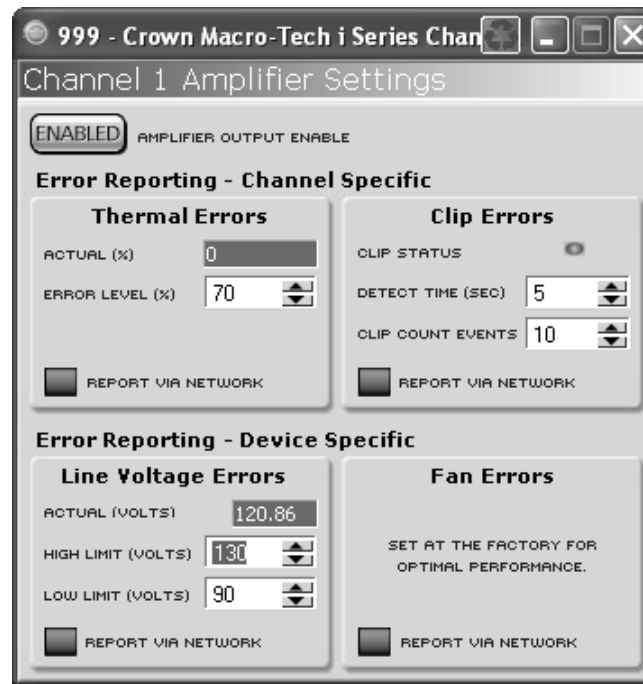 999 - Crown Macro-Tech i Series Chan
Channel 1 Amplifier Settings
ENABLED AMPLIFIER OUTPUT ENABLE
Error Reporting - Channel Specific
Thermal Errors
ACTUAL (%) 0
ERROR LEVEL (%) 70
REPORT VIA NETWORK
Clip Errors
CLIP STATUS
DETECT TIME (SEC) 5
CLIP COUNT EVENTS 10
REPORT VIA NETWORK
Error Reporting - Device Specific
Line Voltage Errors
ACTUAL (VOLTS) 120.86
HIGH LIMIT (VOLTS) 130
LOW LIMIT (VOLTS) 90
REPORT VIA NETWORK
Fan Errors
SET AT THE FACTORY FOR
OPTIMAL PERFORMANCE.
REPORT VIA NETWORK